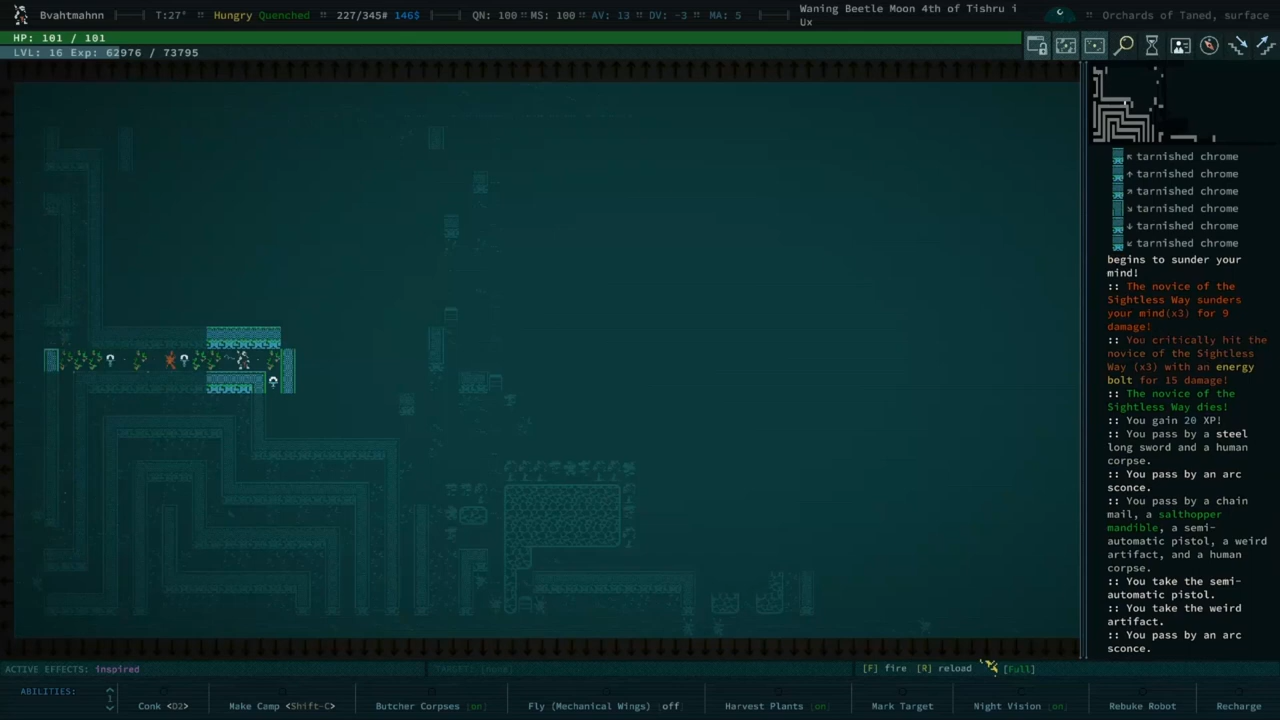 Bvahtmahnn T:27° :: Hungry Quenched :: 227/345# 146$ QN: 100 :: MS: 100 :: AV: 13 :: DV: -3 :: MA: 5 Waning Beetle Moon 4th of Tishru i Ux :: Orchards of Taned, surface
HP: 101 / 101
LVL: 16 Exp: 62976 / 73795
tarnished chrome
tarnished chrome
tarnished chrome
tarnished chrome
tarnished chrome
tarnished chrome
begins to sunder your
mind!
:: The novice of the
Sightless Way sunders
your mind(x3) for 9
damage!
:: You critically hit the
novice of the Sightless
Way (x3) with an energy
bolt for 15 damage!
:: The novice of the
Sightless Way dies!
:: You gain 20 XP!
:: You pass by a steel
long sword and a human
corpse.
:: You pass by an arc
sconce.
:: You pass by a chain
mail, a salthopper
mandible, a semi-
automatic pistol, a weird
artifact, and a human
corpse.
:: You take the semi-
automatic pistol.
:: You take the weird
artifact.
:: You pass by an arc
sconce.
ACTIVE EFFECTS: inspired TARGET: [none] [F] fire [R] reload [Full]
ABILITIES: 1 Conk <O2> Make Camp <Shift-C> Butcher Corpses [on] Fly (Mechanical Wings) [off] Harvest Plants [on] Mark Target Night Vision [on] Rebuke Robot Recharge